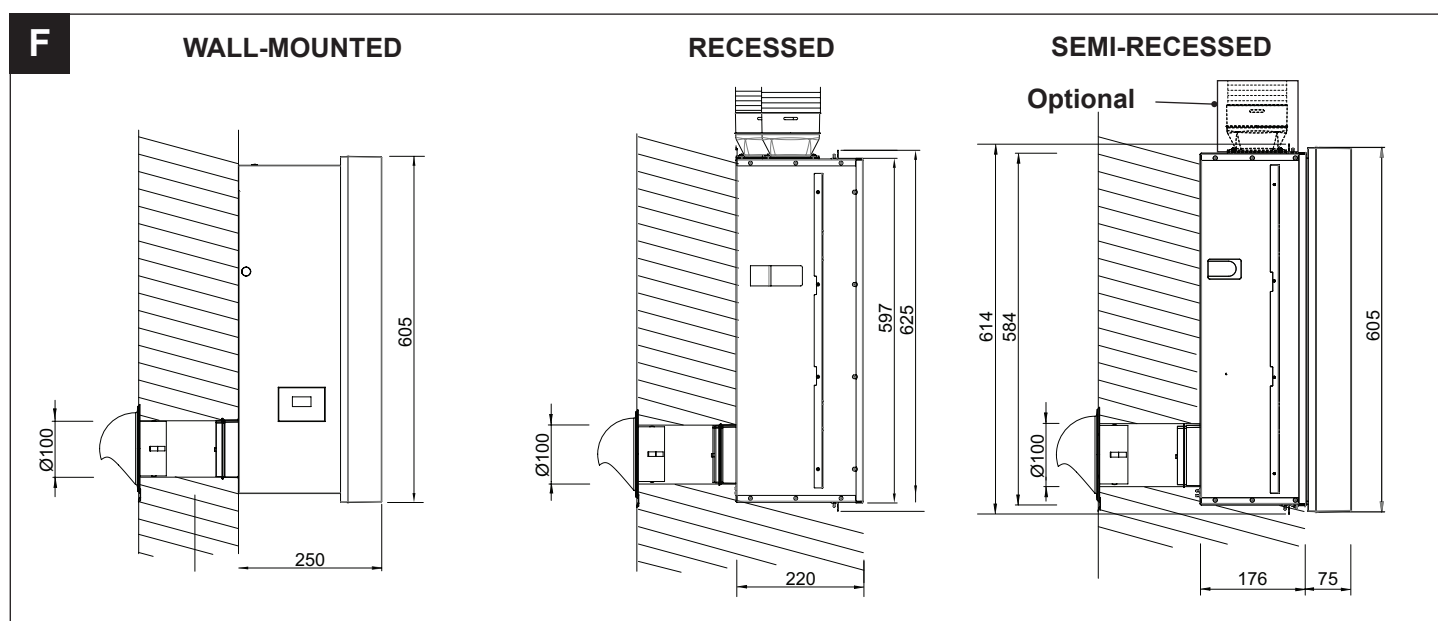 F
WALL-MOUNTED
RECESSED
SEMI-RECESSED
Optional
605
Ø100
250
597
625
Ø100
220
614
584
605
Ø100
176
75